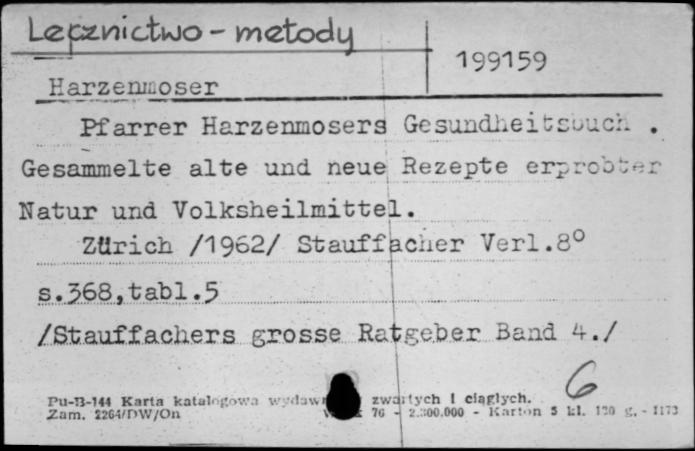 Lecznictwo - metody
199159
Harzenmoser
Pfarrer Harzenmosers Gesundheitsbuch .
Gesammelte alte und neue Rezepte erprobter
Natur und Volksheilmittel.
Zürich /1962/ Stauffacher Verl.8°
s.368,tabl.5
/Stauffachers grosse Ratgeber Band 4./
6
Pu-B-144 Karta katalogowa zwartych i ciągłych.
Zam. 2264/DW/On 76 - 2.300.000 - Karton 5 kl. g. -